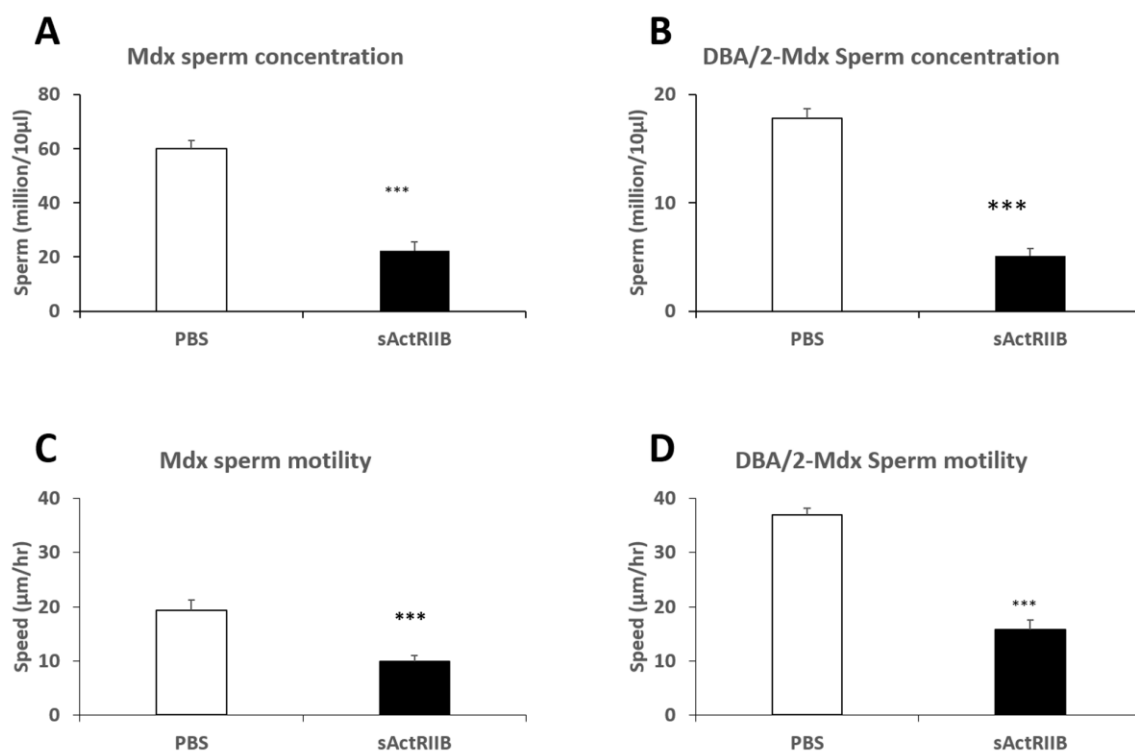 A
Mdx sperm concentration
Sperm (million/10µl)
80
60
40
20
0
***
PBS
sActRIIB
B
DBA/2-Mdx Sperm concentration
Sperm (million/10µl)
20
10
0
***
PBS
sActRIIB
C
Mdx sperm motility
Speed (µm/hr)
40
30
20
10
0
***
PBS
sActRIIB
D
DBA/2-Mdx Sperm motility
Speed (µm/hr)
40
30
20
10
0
***
PBS
sActRIIB